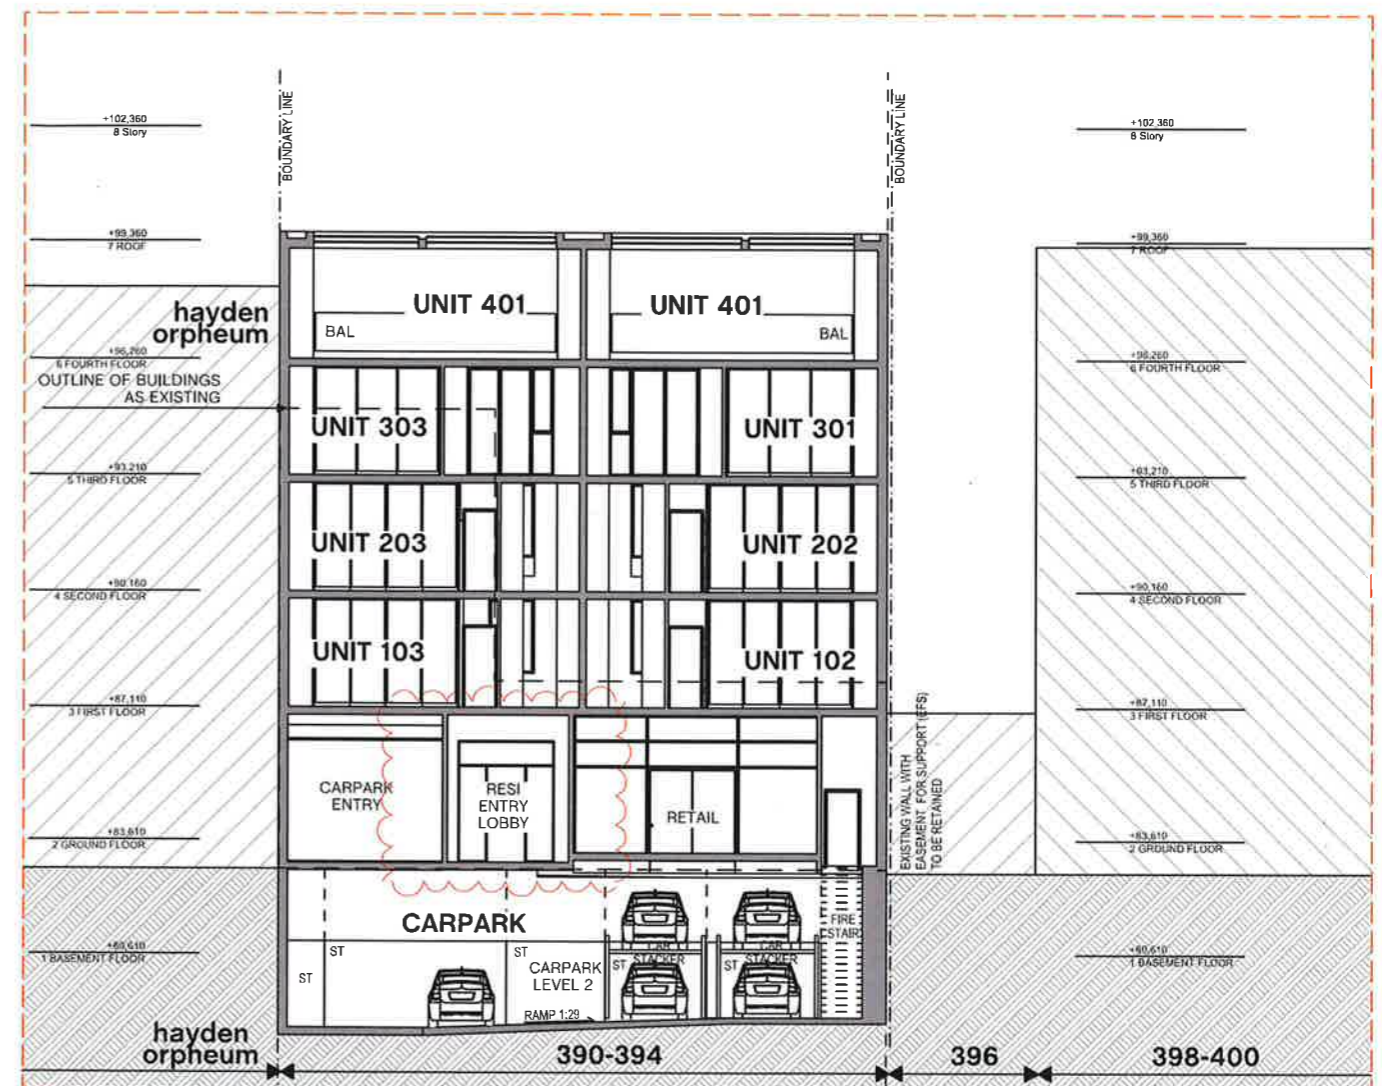 +102,360
8 Story
BOUNDARY LINE
BOUNDARY LINE
+102,360
8 Story
+99,360
7 ROOF
+99,360
7 ROOF
hayden
orpheum
UNIT 401
UNIT 401
BAL
BAL
+96,260
6 FOURTH FLOOR
+96,260
6 FOURTH FLOOR
OUTLINE OF BUILDINGS
AS EXISTING
UNIT 303
UNIT 301
+93,210
5 THIRD FLOOR
+93,210
5 THIRD FLOOR
UNIT 203
UNIT 202
+90,160
4 SECOND FLOOR
+90,160
4 SECOND FLOOR
UNIT 103
UNIT 102
+87,110
3 FIRST FLOOR
+87,110
3 FIRST FLOOR
CARPARK
ENTRY
RESI
ENTRY
LOBBY
RETAIL
EXISTING WALL WITH
EASEMENT FOR SUPPORT (EFS)
TO BE RETAINED
+83,610
2 GROUND FLOOR
+83,610
2 GROUND FLOOR
CARPARK
FIRE
STAIR
+80,610
1 BASEMENT FLOOR
+80,610
1 BASEMENT FLOOR
ST
ST
ST
CARPARK
LEVEL 2
ST
CAR
STACKER
ST
CAR
STACKER
RAMP 1:29
hayden
orpheum
390-394
396
398-400